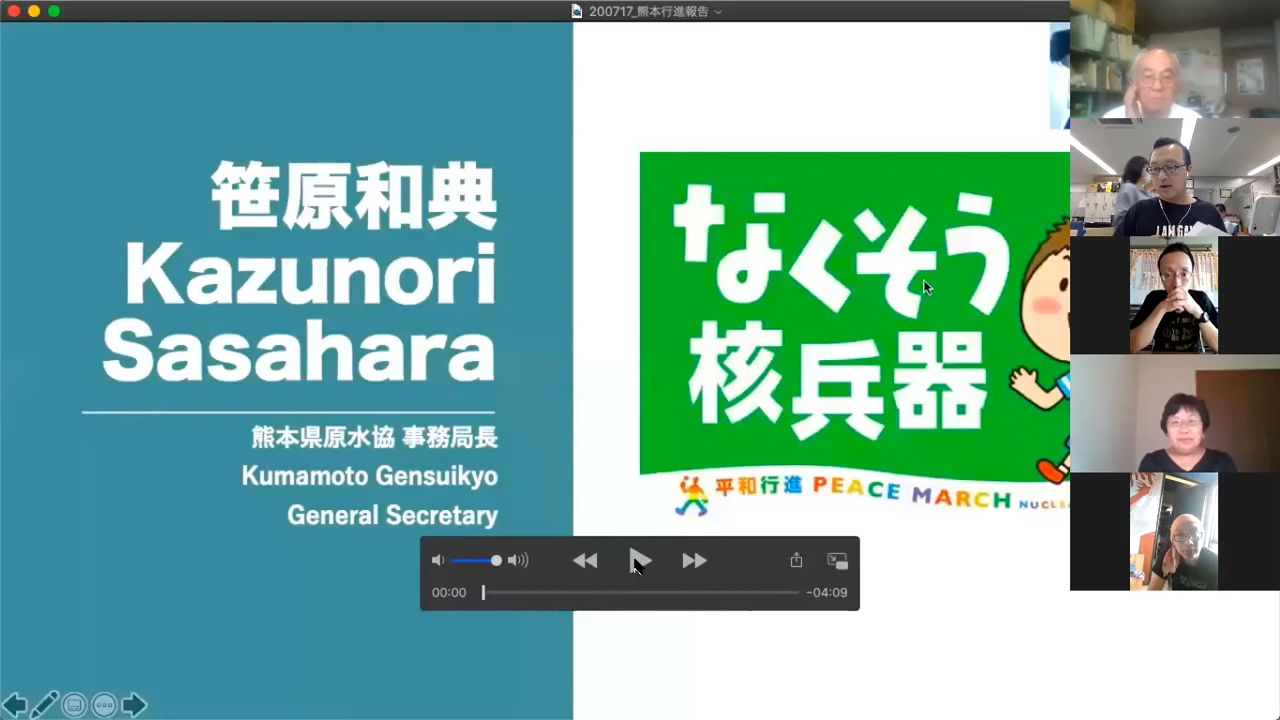 200717_熊本行進報告
笹原和典
Kazunori
Sasahara
熊本県原水協 事務局長
Kumamoto Gensuikyo
General Secretary
なくそう
核兵器
平和行進 PEACE MARCH
00:00
-04:09